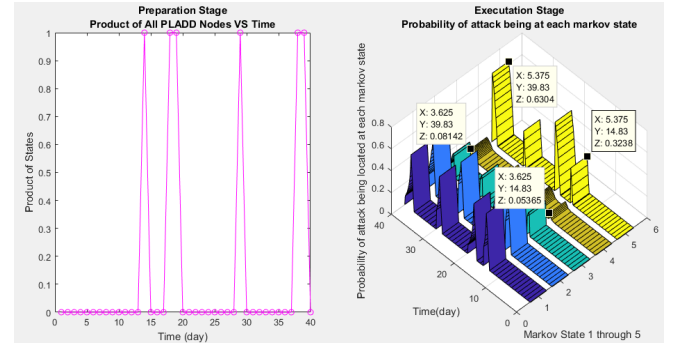 Preparation Stage
Product of All PLADD Nodes VS Time
Product of States
1
0.9
0.8
0.7
0.6
0.5
0.4
0.3
0.2
0.1
0
0 5 10 15 20 25 30 35 40
Time (day)
Executation Stage
Probability of attack being at each markov state
Probability of attack being located at each markov state
X: 5.375
Y: 39.83
Z: 0.6304
X: 3.625
Y: 39.83
Z: 0.08142
X: 5.375
Y: 14.83
Z: 0.3238
X: 3.625
Y: 14.83
Z: 0.05365
0.8
0.6
0.4
0.2
0
40
30
20
10
0
Time(day)
0
1
2
3
4
5
6
Markov State 1 through 5